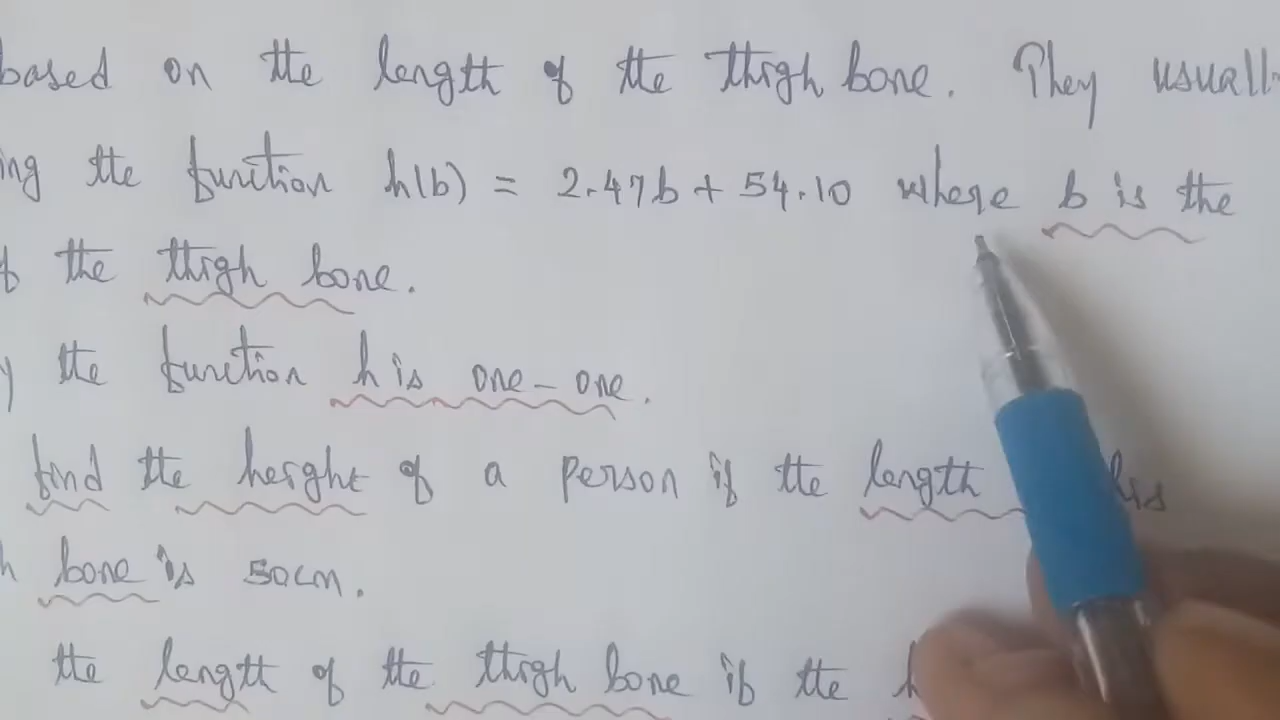 based on the length of the thigh bone. They usuall
ing the function h(b) = 2.47b + 54.10 where b is the
the thigh bone.
y the function h is one-one.
find the height of a person if the length his
h bone is 50cm.
the length of the thigh bone if the h